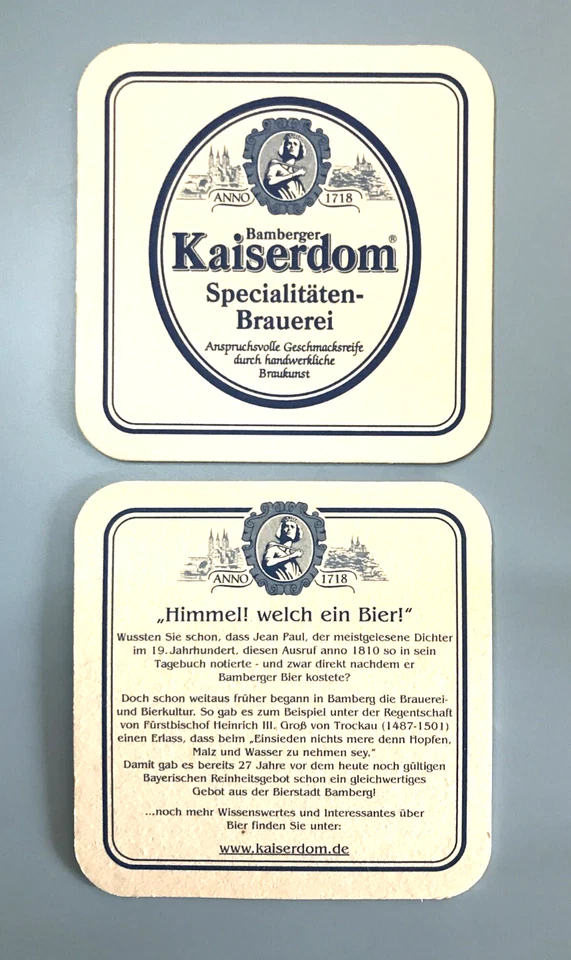 ANNO 1718
Bamberger
Kaiserdom®
Specialitäten-
Brauerei
Anspruchsvolle Geschmacksreife
durch handwerkliche
Braukunst
ANNO 1718
„Himmel! welch ein Bier!“
Wussten Sie schon, dass Jean Paul, der meistgelesene Dichter
im 19. Jahrhundert, diesen Ausruf anno 1810 so in sein
Tagebuch notierte - und zwar direkt nachdem er
Bamberger Bier kostete?
Doch schon weitaus früher begann in Bamberg die Brauerei-
und Bierkultur. So gab es zum Beispiel unter der Regentschaft
von Fürstbischof Heinrich III. Groß von Trockau (1487-1501)
einen Erlass, dass beim „Einsieden nichts mere denn Hopfen,
Malz und Wasser zu nehmen sey.“
Damit gab es bereits 27 Jahre vor dem heute noch gültigen
Bayerischen Reinheitsgebot schon ein gleichwertiges
Gebot aus der Bierstadt Bamberg!
...noch mehr Wissenswertes und Interessantes über
Bier finden Sie unter:
www.kaiserdom.de